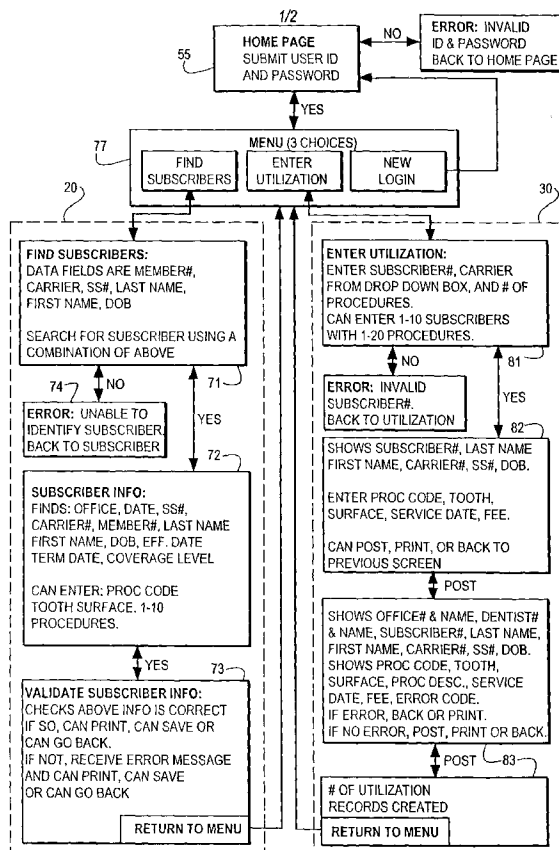 1/2
55
HOME PAGE
SUBMIT USER ID
AND PASSWORD
NO
ERROR: INVALID
ID & PASSWORD
BACK TO HOME PAGE
YES
77
MENU (3 CHOICES)
FIND
SUBSCRIBERS
ENTER
UTILIZATION
NEW
LOGIN
20
FIND SUBSCRIBERS:
DATA FIELDS ARE MEMBER#,
CARRIER, SS#, LAST NAME,
FIRST NAME, DOB
SEARCH FOR SUBSCRIBER USING A
COMBINATION OF ABOVE
71
NO
YES
74
ERROR: UNABLE TO
IDENTIFY SUBSCRIBER
BACK TO SUBSCRIBER
72
SUBSCRIBER INFO:
FINDS: OFFICE, DATE, SS#,
CARRIER#, MEMBER#, LAST NAME
FIRST NAME, DOB, EFF. DATE
TERM DATE, COVERAGE LEVEL
CAN ENTER: PROC CODE
TOOTH SURFACE. 1-10
PROCEDURES.
YES
73
VALIDATE SUBSCRIBER INFO:
CHECKS ABOVE INFO IS CORRECT
IF SO, CAN PRINT, CAN SAVE OR
CAN GO BACK.
IF NOT, RECEIVE ERROR MESSAGE
AND CAN PRINT, CAN SAVE
OR CAN GO BACK
RETURN TO MENU
30
ENTER UTILIZATION:
ENTER SUBSCRIBER#, CARRIER
FROM DROP DOWN BOX, AND # OF
PROCEDURES.
CAN ENTER 1-10 SUBSCRIBERS
WITH 1-20 PROCEDURES.
81
NO
YES
ERROR: INVALID
SUBSCRIBER#.
BACK TO UTILIZATION
82
SHOWS SUBSCRIBER#, LAST NAME
FIRST NAME, CARRIER#, SS#, DOB.
ENTER PROC CODE, TOOTH,
SURFACE, SERVICE DATE, FEE.
CAN POST, PRINT, OR BACK TO
PREVIOUS SCREEN
POST
SHOWS OFFICE# & NAME, DENTIST#
& NAME, SUBSCRIBER#, LAST NAME,
FIRST NAME, CARRIER#, SS#, DOB.
SHOWS PROC CODE, TOOTH,
SURFACE, PROC DESC., SERVICE
DATE, FEE, ERROR CODE.
IF ERROR, BACK OR PRINT.
IF NO ERROR, POST, PRINT OR BACK.
POST
83
# OF UTILIZATION
RECORDS CREATED
RETURN TO MENU